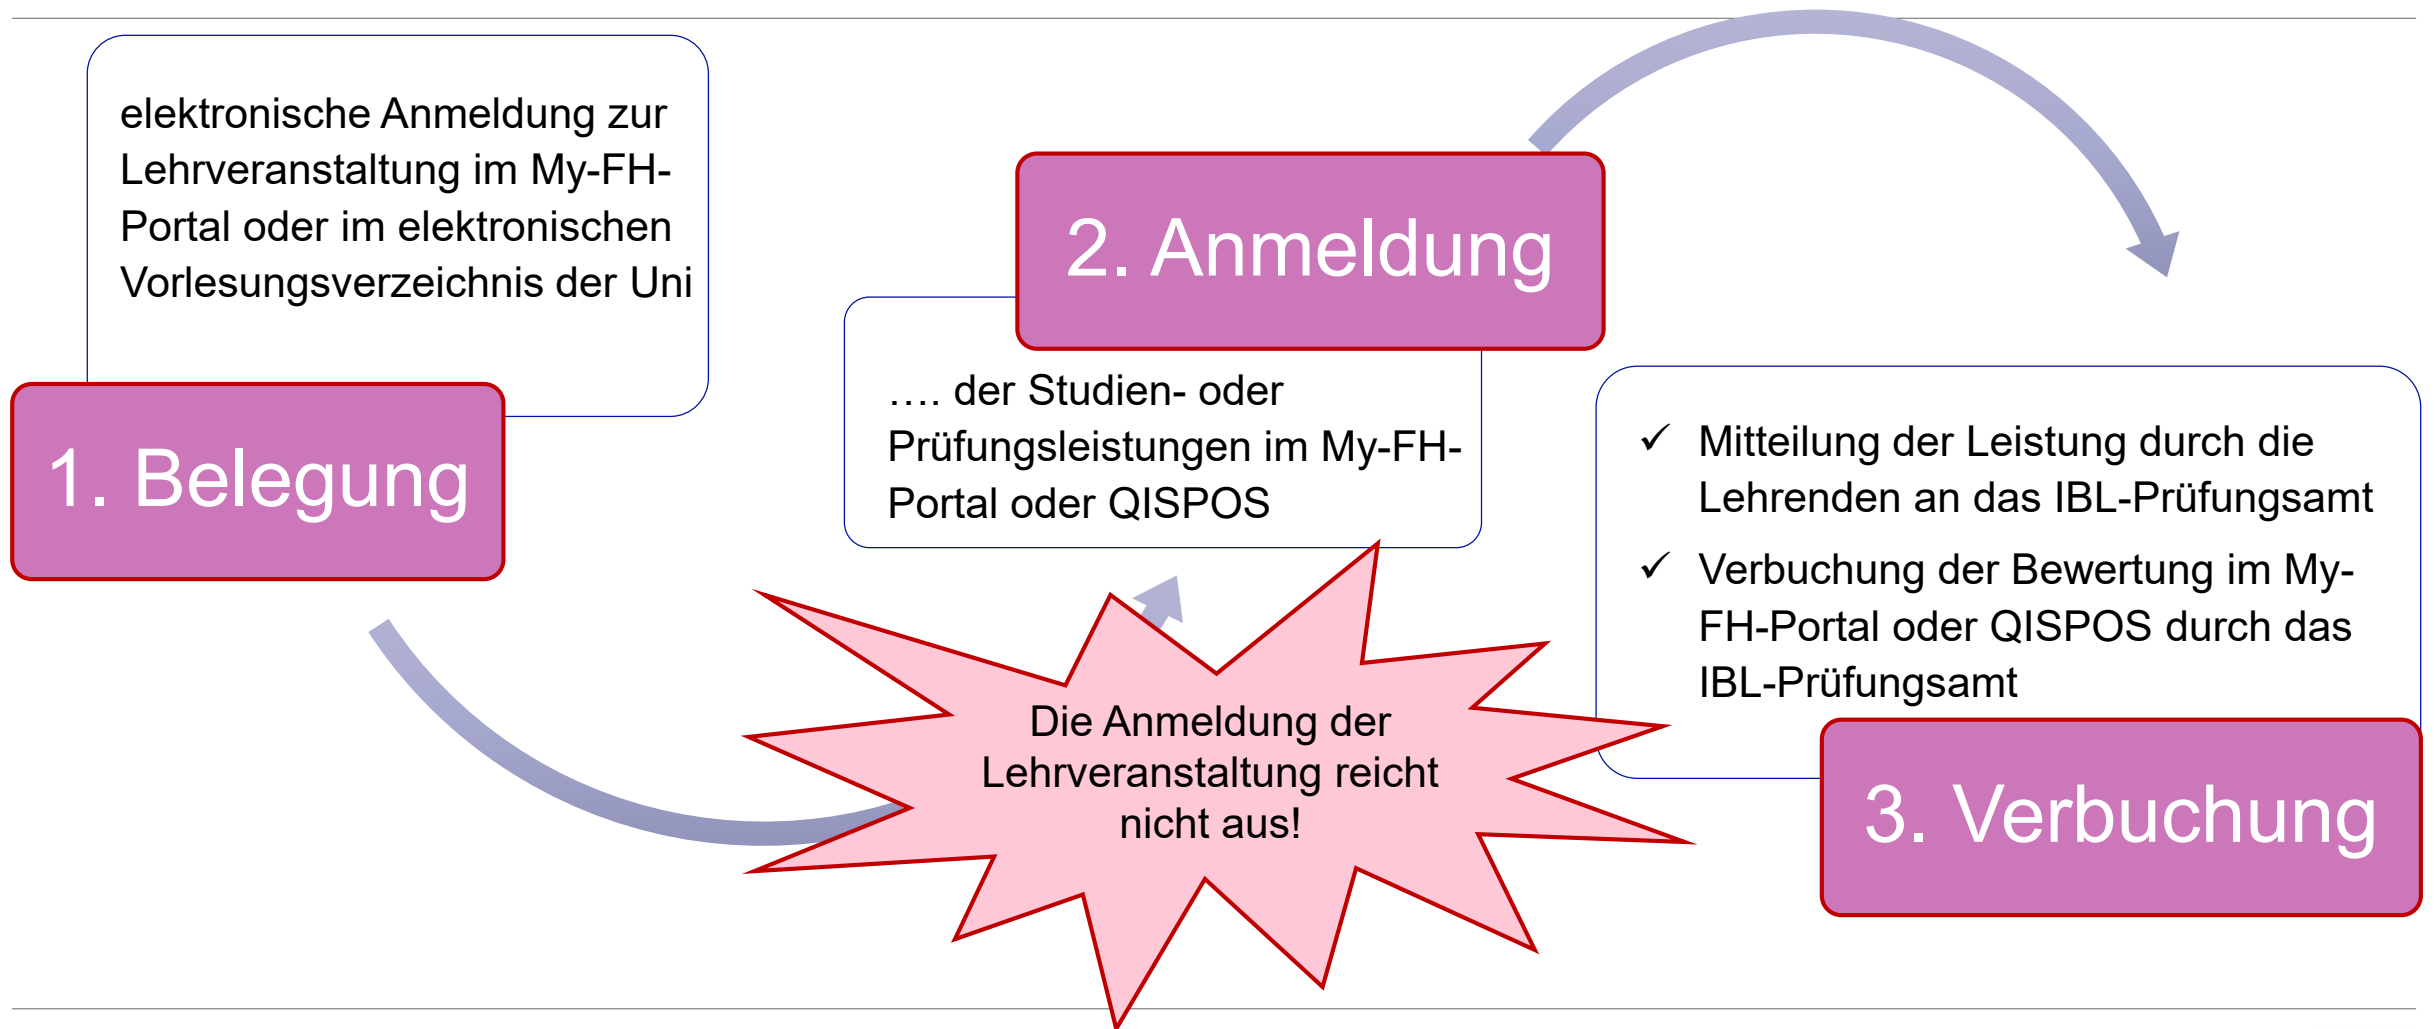 elektronische Anmeldung zur
Lehrveranstaltung im My-FH-
Portal oder im elektronischen
Vorlesungsverzeichnis der Uni
1. Belegung
2. Anmeldung
…. der Studien- oder
Prüfungsleistungen im My-FH-
Portal oder QISPOS
Die Anmeldung der
Lehrveranstaltung reicht
nicht aus!
✓ Mitteilung der Leistung durch die
Lehrenden an das IBL-Prüfungsamt
✓ Verbuchung der Bewertung im My-
FH-Portal oder QISPOS durch das
IBL-Prüfungsamt
3. Verbuchung